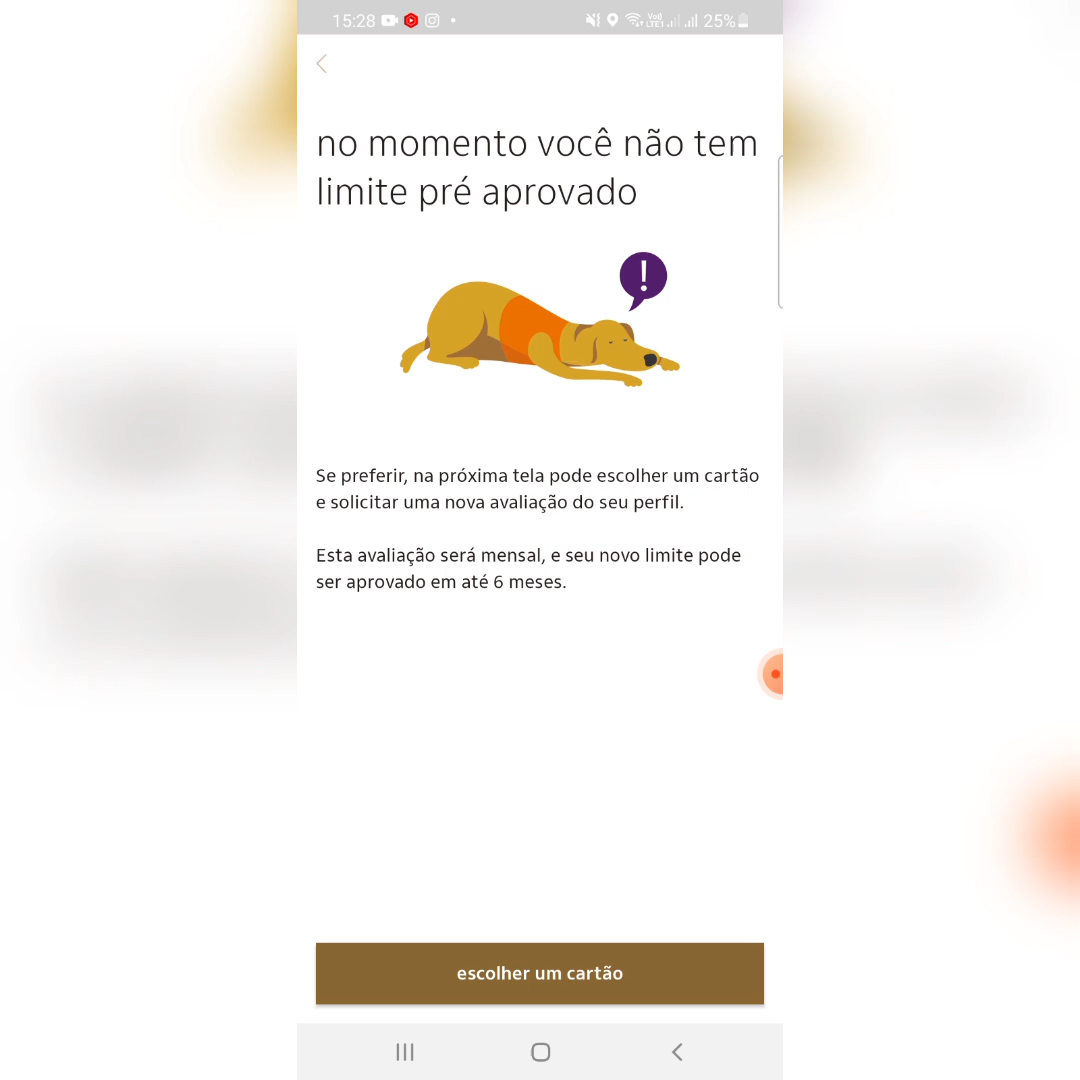 15:28 25%
no momento você não tem
limite pré aprovado
!
Se preferir, na próxima tela pode escolher um cartão
e solicitar uma nova avaliação do seu perfil.
Esta avaliação será mensal, e seu novo limite pode
ser aprovado em até 6 meses.
escolher um cartão